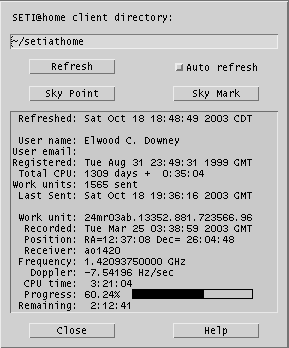 SETI@home client directory:
~/setiathome
Refresh
Auto refresh
Sky Point
Sky Mark
Refreshed: Sat Oct 18 18:48:49 2003 CDT
User name: Elwood C. Downey
User email:
Registered: Tue Aug 31 23:49:31 1999 GMT
Total CPU: 1309 days + 0:35:04
Work units: 1565 sent
Last Sent: Sat Oct 18 19:36:16 2003 GMT
Work unit: 24mr03ab.13352.881.723566.96
Recorded: Tue Mar 25 03:38:59 2003 GMT
Position: RA=12:37:08 Dec= 26:04:48
Receiver: ao1420
Frequency: 1.42093750000 GHz
Doppler: -7.54196 Hz/sec
CPU time: 3:21:04
Progress: 60.24%
Remaining: 2:12:41
Close
Help